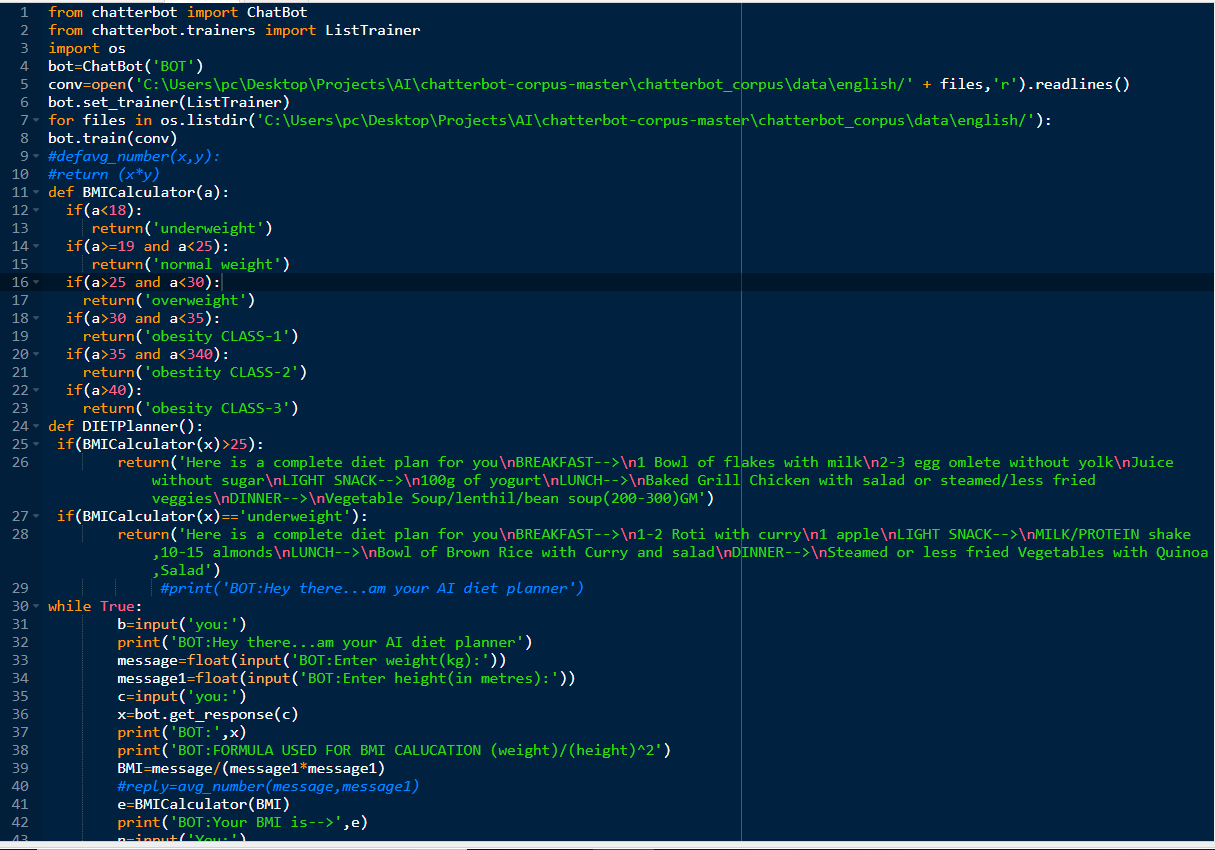 1 from chatterbot import ChatBot
2 from chatterbot.trainers import ListTrainer
3 import os
4 bot=ChatBot('BOT')
5 conv=open('C:\Users\pc\Desktop\Projects\AI\chatterbot-corpus-master\chatterbot_corpus\data\english/' + files,'r').readlines()
6 bot.set_trainer(ListTrainer)
7 for files in os.listdir('C:\Users\pc\Desktop\Projects\AI\chatterbot-corpus-master\chatterbot_corpus\data\english/'):
8 bot.train(conv)
9 #defavg_number(x,y):
10 #return (x*y)
11 def BMICalculator(a):
12 if(a<18):
13 return('underweight')
14 if(a>=19 and a<25):
15 return('normal weight')
16 if(a>25 and a<30):
17 return('overweight')
18 if(a>30 and a<35):
19 return('obesity CLASS-1')
20 if(a>35 and a<340):
21 return('obestity CLASS-2')
22 if(a>40):
23 return('obesity CLASS-3')
24 def DIETPlanner():
25 if(BMICalculator(x)>25):
26 return('Here is a complete diet plan for you\nBREAKFAST-->\n1 Bowl of flakes with milk\n2-3 egg omlete without yolk\nJuice
without sugar\nLIGHT SNACK-->\n100g of yogurt\nLUNCH-->\nBaked Grill Chicken with salad or steamed/less fried
veggies\nDINNER-->\nVegetable Soup/lenthil/bean soup(200-300)GM')
27 if(BMICalculator(x)=='underweight'):
28 return('Here is a complete diet plan for you\nBREAKFAST-->\n1-2 Roti with curry\n1 apple\nLIGHT SNACK-->\nMILK/PROTEIN shake
,10-15 almonds\nLUNCH-->\nBowl of Brown Rice with Curry and salad\nDINNER-->\nSteamed or less fried Vegetables with Quinoa
,Salad')
29 #print('BOT:Hey there...am your AI diet planner')
30 while True:
31 b=input('you:')
32 print('BOT:Hey there...am your AI diet planner')
33 message=float(input('BOT:Enter weight(kg):'))
34 message1=float(input('BOT:Enter height(in metres):'))
35 c=input('you:')
36 x=bot.get_response(c)
37 print('BOT:',x)
38 print('BOT:FORMULA USED FOR BMI CALUCATION (weight)/(height)^2')
39 BMI=message/(message1*message1)
40 #reply=avg_number(message,message1)
41 e=BMICalculator(BMI)
42 print('BOT:Your BMI is-->',e)